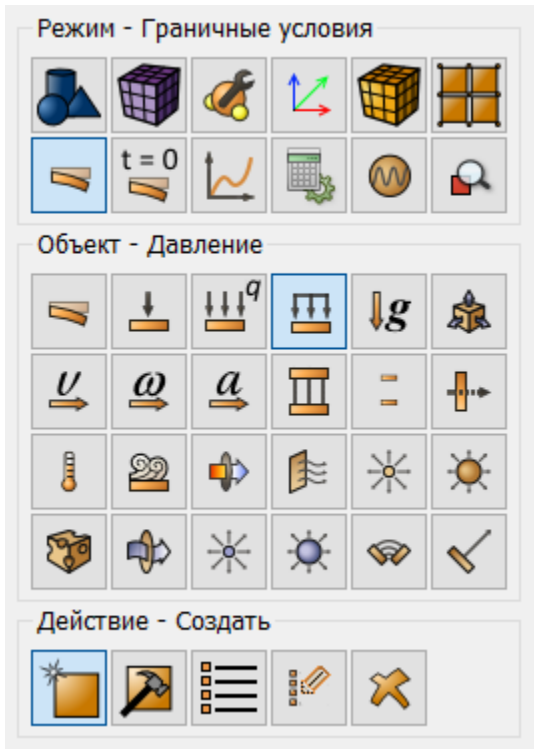 Режим - Граничные условия
t = 0
Объект - Давление
q
g
υ ω a
Действие - Создать